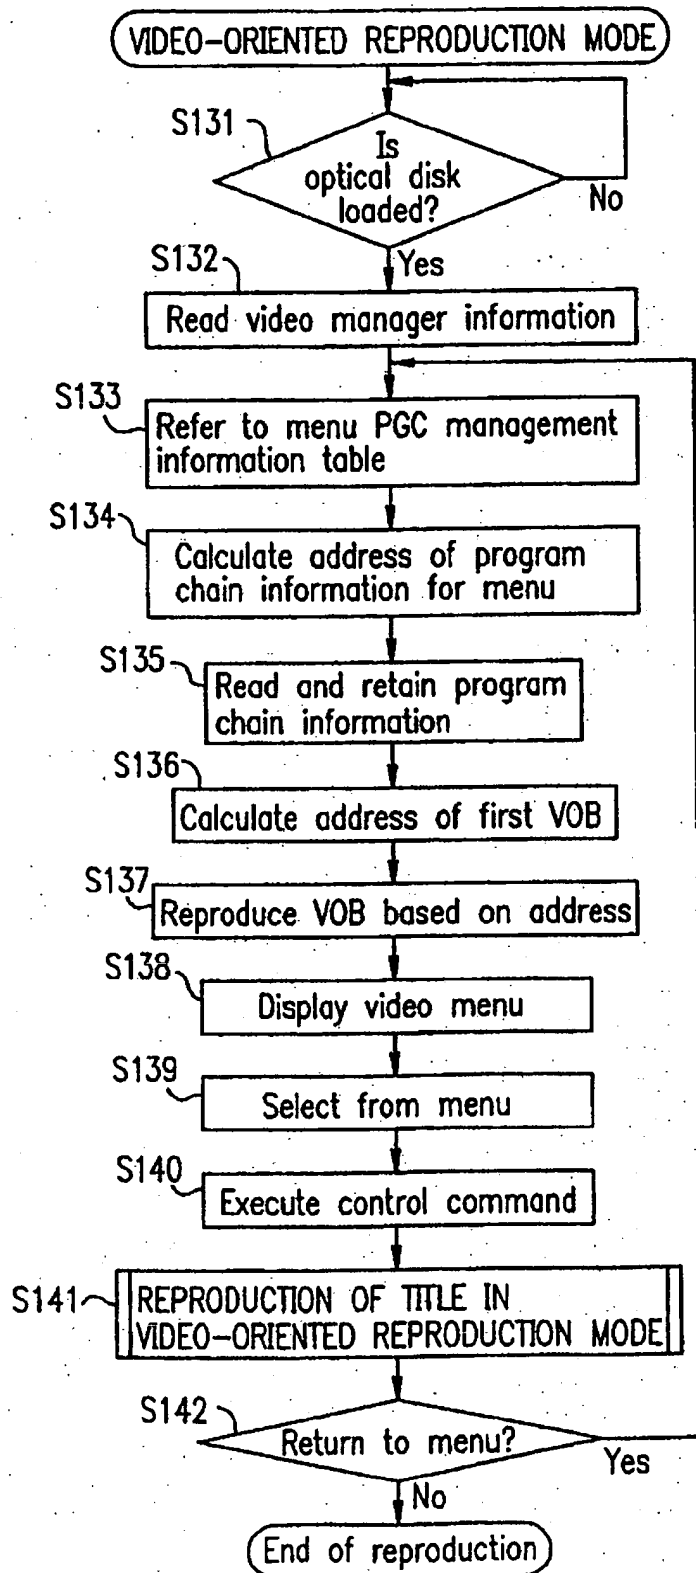 VIDEO-ORIENTED REPRODUCTION MODE
S131
Is
optical disk
loaded?
No
Yes
S132
Read video manager information
S133
Refer to menu PGC management
information table
S134
Calculate address of program
chain information for menu
S135
Read and retain program
chain information
S136
Calculate address of first VOB
S137
Reproduce VOB based on address
S138
Display video menu
S139
Select from menu
S140
Execute control command
S141
REPRODUCTION OF TITLE IN
VIDEO-ORIENTED REPRODUCTION MODE
S142
Return to menu?
Yes
No
End of reproduction